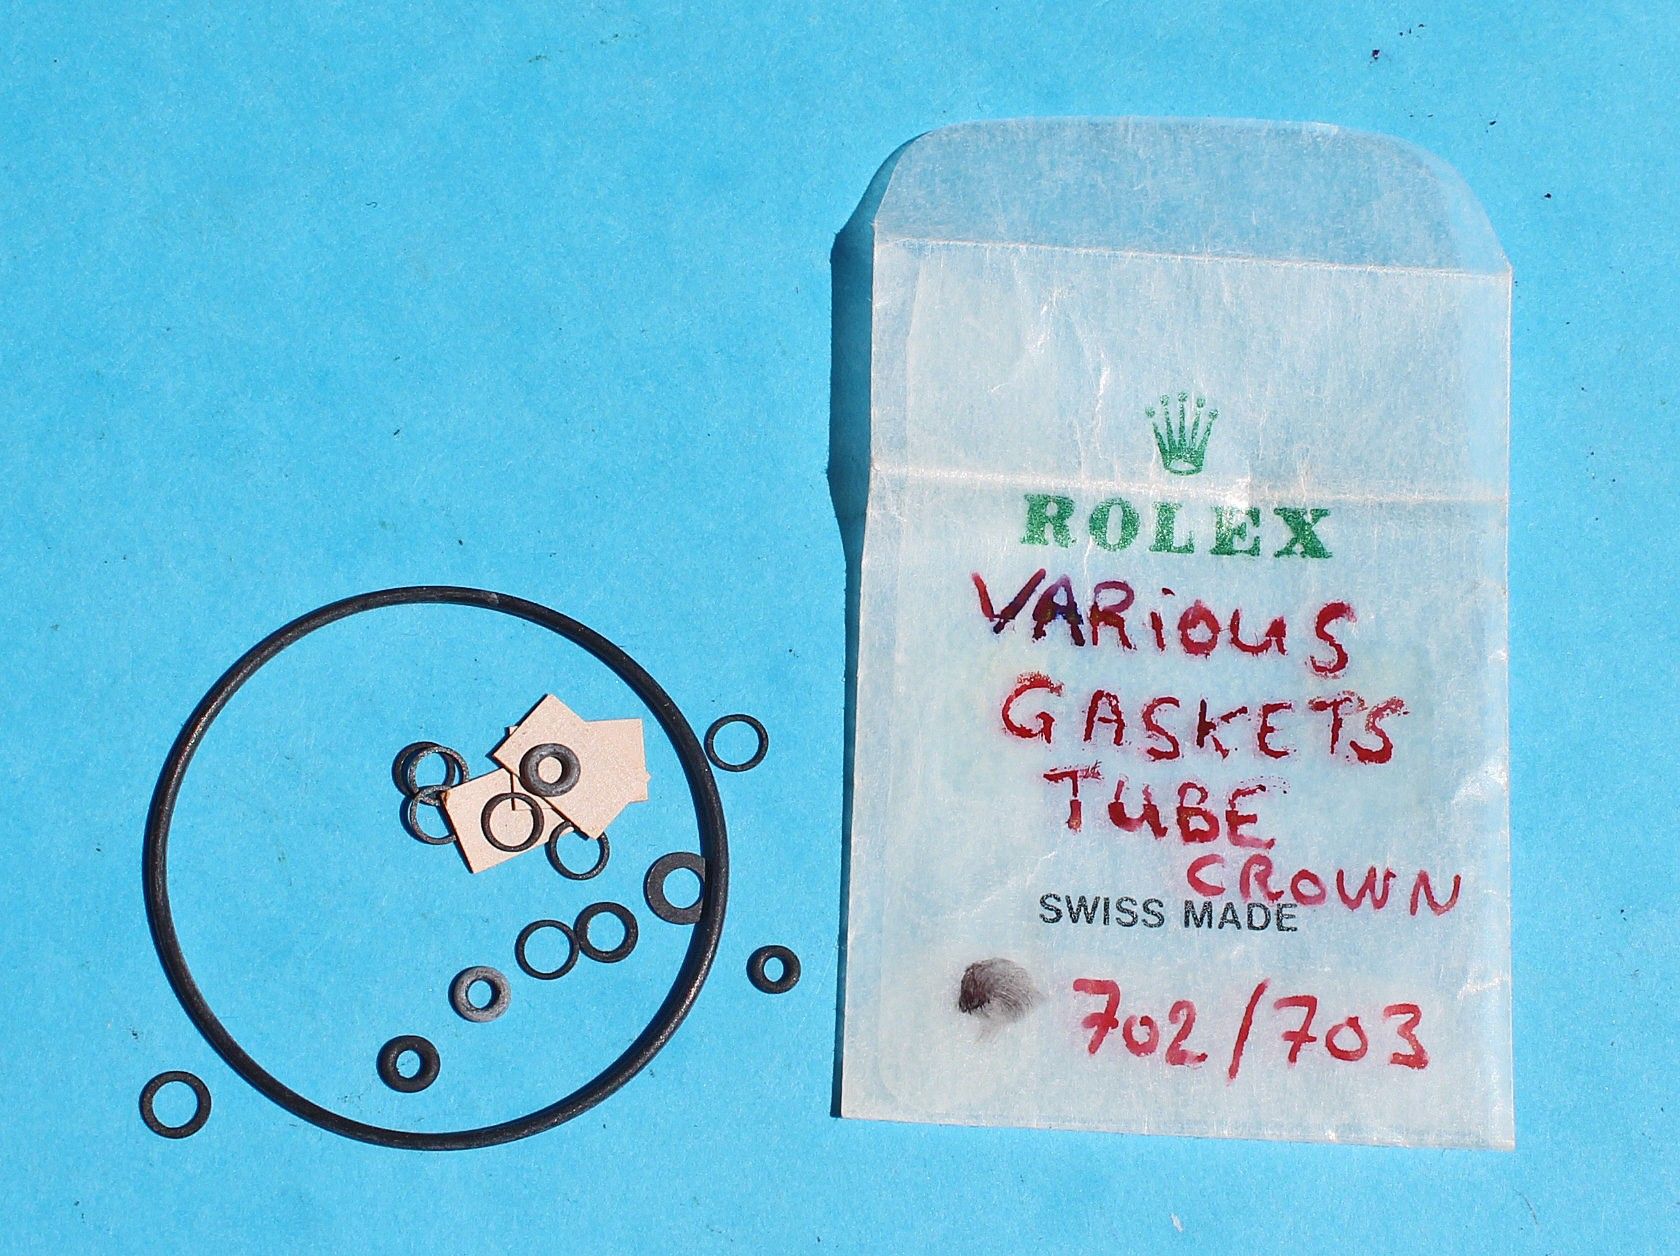 ROLEX
VARiOUS
GASKETS
TUBE
CROWN
SWISS MADE
702/703